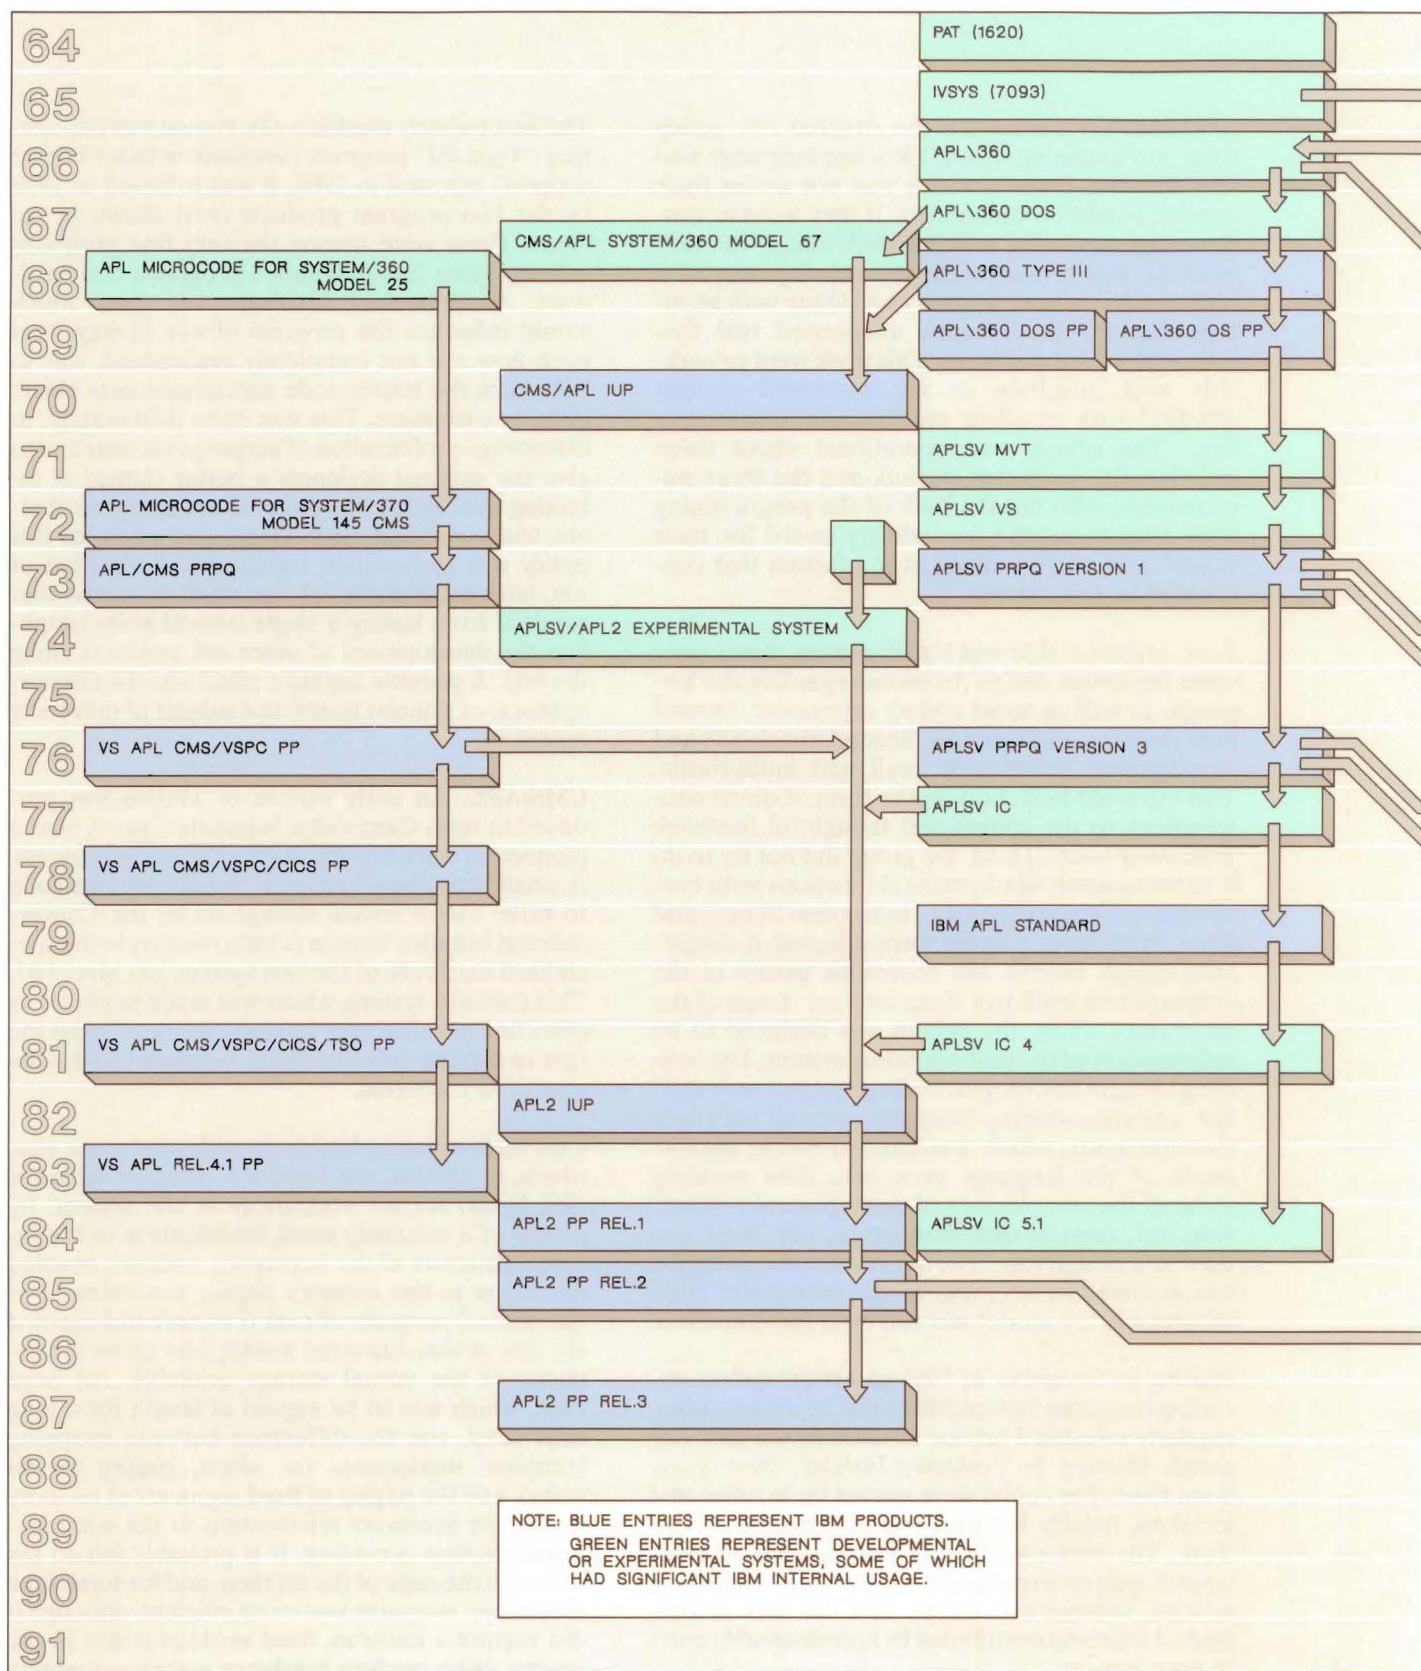 64
PAT (1620)
65
IVSYS (7093)
66
APL\360
67
CMS/APL SYSTEM/360 MODEL 67
APL\360 DOS
68
APL MICROCODE FOR SYSTEM/360
MODEL 25
APL\360 TYPE III
69
APL\360 DOS PP
APL\360 OS PP
70
CMS/APL IUP
71
APLSV MVT
72
APL MICROCODE FOR SYSTEM/370
MODEL 145 CMS
APLSV VS
73
APL/CMS PRPQ
APLSV PRPQ VERSION 1
74
APLSV/APL2 EXPERIMENTAL SYSTEM
75
76
VS APL CMS/VSPC PP
APLSV PRPQ VERSION 3
77
APLSV IC
78
VS APL CMS/VSPC/CICS PP
79
IBM APL STANDARD
80
81
VS APL CMS/VSPC/CICS/TSO PP
APLSV IC 4
82
APL2 IUP
83
VS APL REL.4.1 PP
84
APL2 PP REL.1
APLSV IC 5.1
85
APL2 PP REL.2
86
87
APL2 PP REL.3
88
89
NOTE: BLUE ENTRIES REPRESENT IBM PRODUCTS.
GREEN ENTRIES REPRESENT DEVELOPMENTAL
OR EXPERIMENTAL SYSTEMS, SOME OF WHICH
HAD SIGNIFICANT IBM INTERNAL USAGE.
90
91